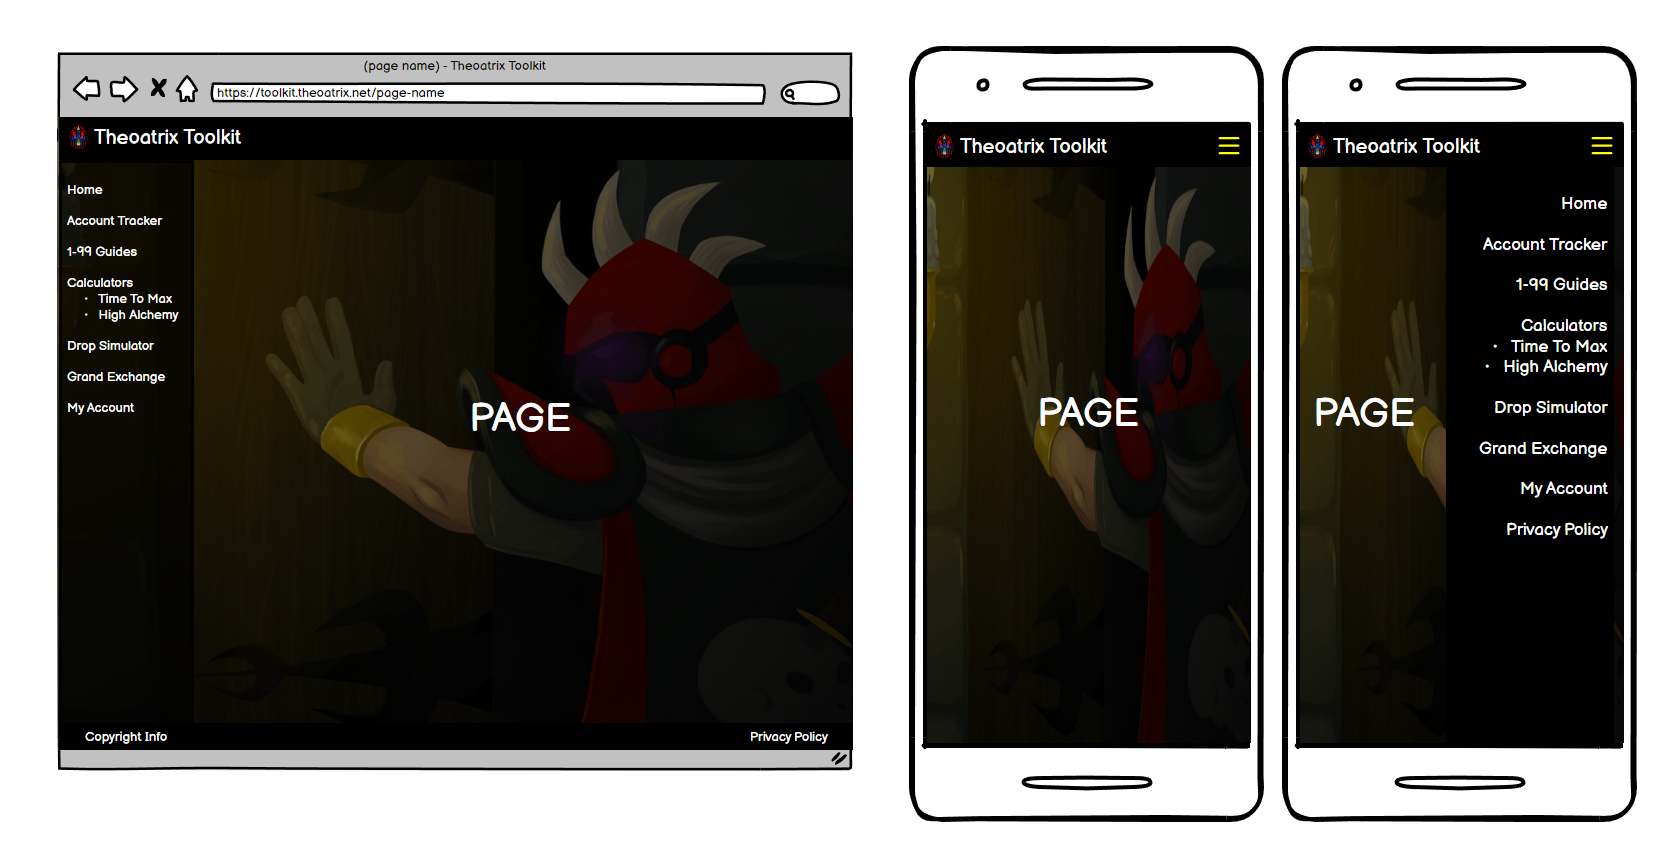 (page name) - Theoatrix Toolkit
https://toolkit.theoatrix.net/page-name
Theoatrix Toolkit
Home
Account Tracker
1-99 Guides
Calculators
• Time To Max
• High Alchemy
Drop Simulator
Grand Exchange
My Account
PAGE
Copyright Info
Privacy Policy
Theoatrix Toolkit
PAGE
Theoatrix Toolkit
Home
Account Tracker
1-99 Guides
Calculators
• Time To Max
• High Alchemy
Drop Simulator
PAGE
Grand Exchange
My Account
Privacy Policy